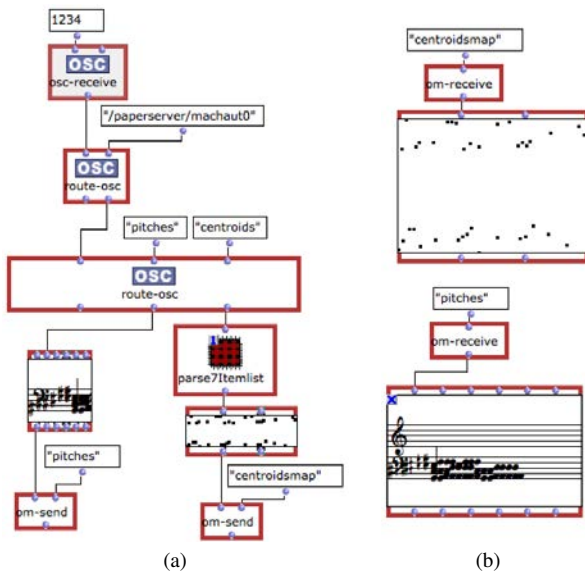 1234
OSC
osc-receive
"/paperserver/machaut0"
OSC
route-osc
"pitches"
"centroids"
OSC
route-osc
1
parse7Itemlist
"pitches"
"centroidsmap"
om-send
om-send
(a)
"centroidsmap"
om-receive
"pitches"
om-receive
x
(b)